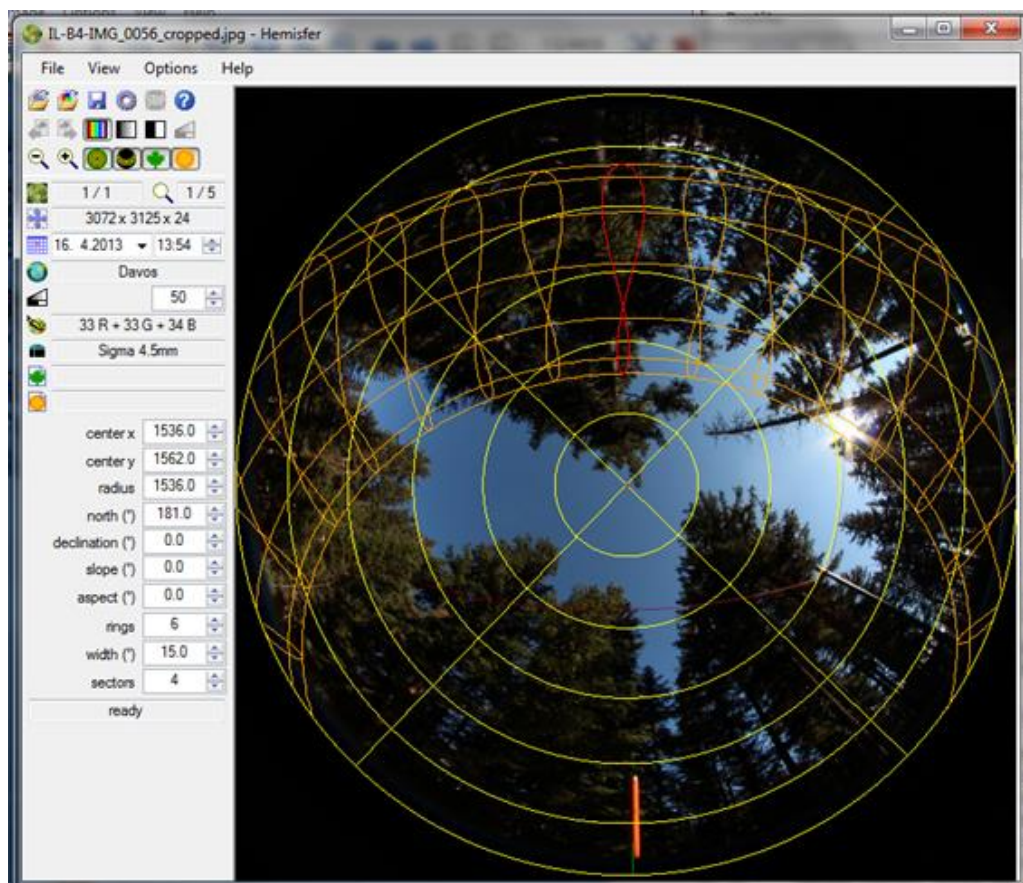 IL-B4-IMG_0056_cropped.jpg - Hemisfer
File View Options Help
1 / 1 1 / 5
3072 x 3125 x 24
16. 4.2013 13:54
Davos
50
33 R + 33 G + 34 B
Sigma 4.5mm
center x 1536.0
center y 1562.0
radius 1536.0
north (°) 181.0
declination (°) 0.0
slope (°) 0.0
aspect (°) 0.0
rings 6
width (°) 15.0
sectors 4
ready